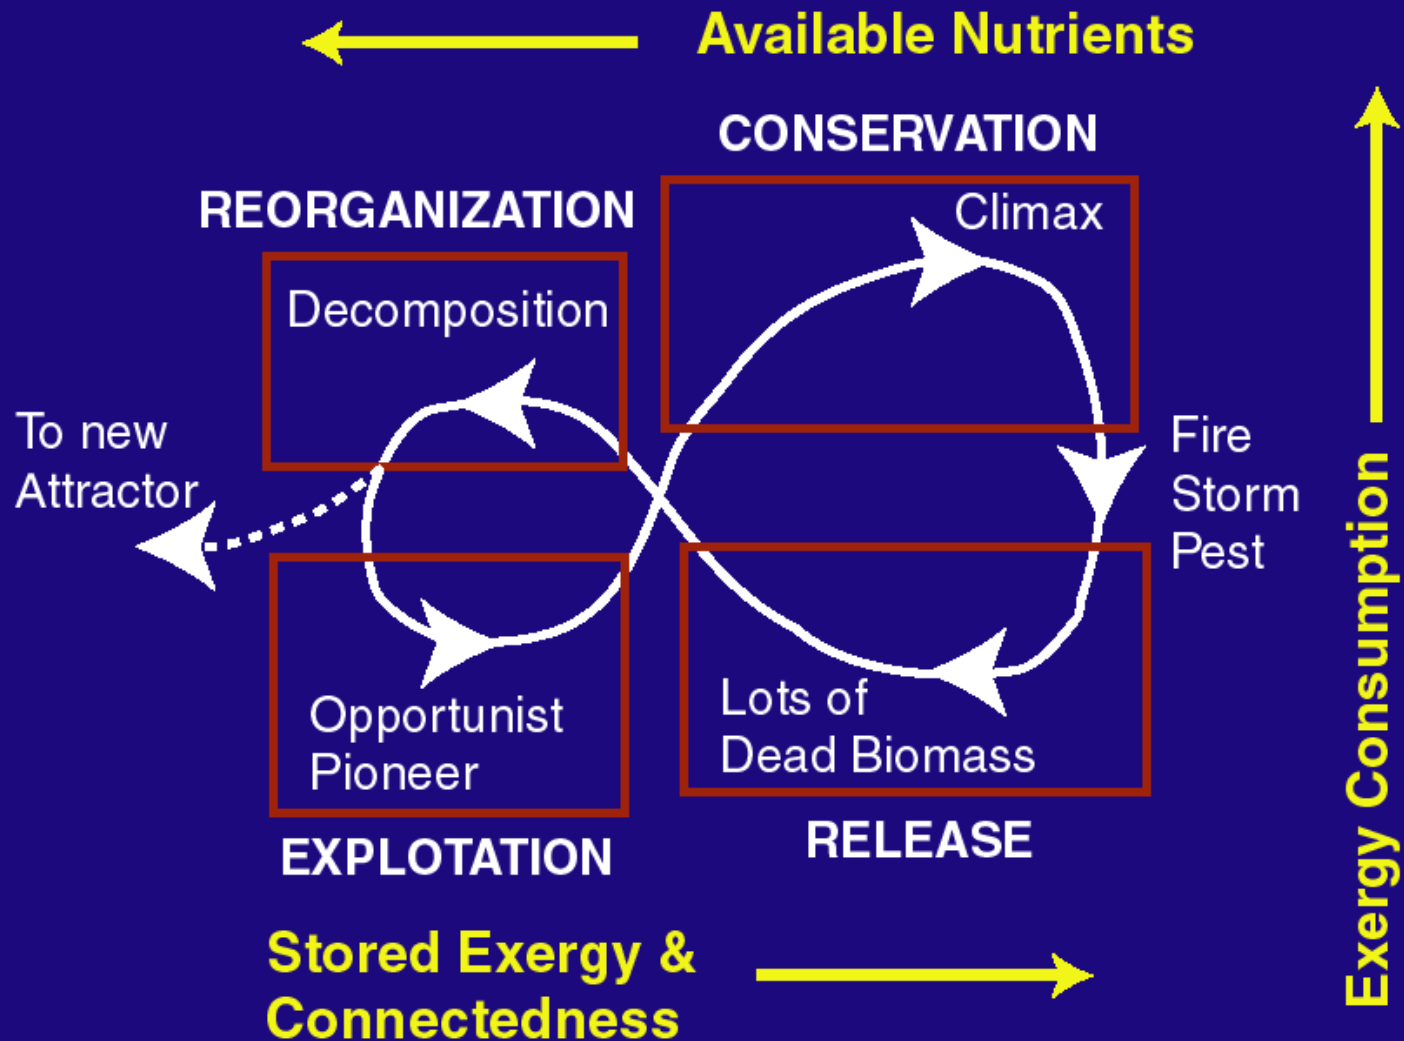 Available Nutrients
CONSERVATION
REORGANIZATION
Climax
Decomposition
To new
Attractor
Fire
Storm
Pest
Opportunist
Pioneer
Lots of
Dead Biomass
EXPLOTATION
RELEASE
Stored Exergy &
Connectedness
Exergy Consumption